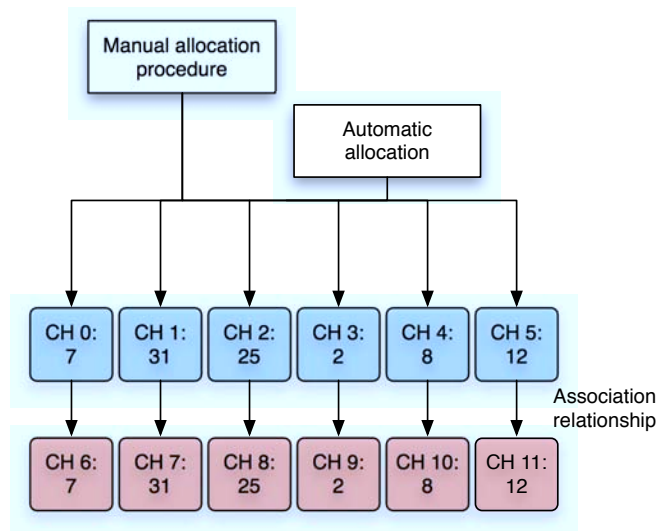 Manual allocation
procedure
Automatic
allocation
CH 0:
7
CH 1:
31
CH 2:
25
CH 3:
2
CH 4:
8
CH 5:
12
Association
relationship
CH 6:
7
CH 7:
31
CH 8:
25
CH 9:
2
CH 10:
8
CH 11:
12